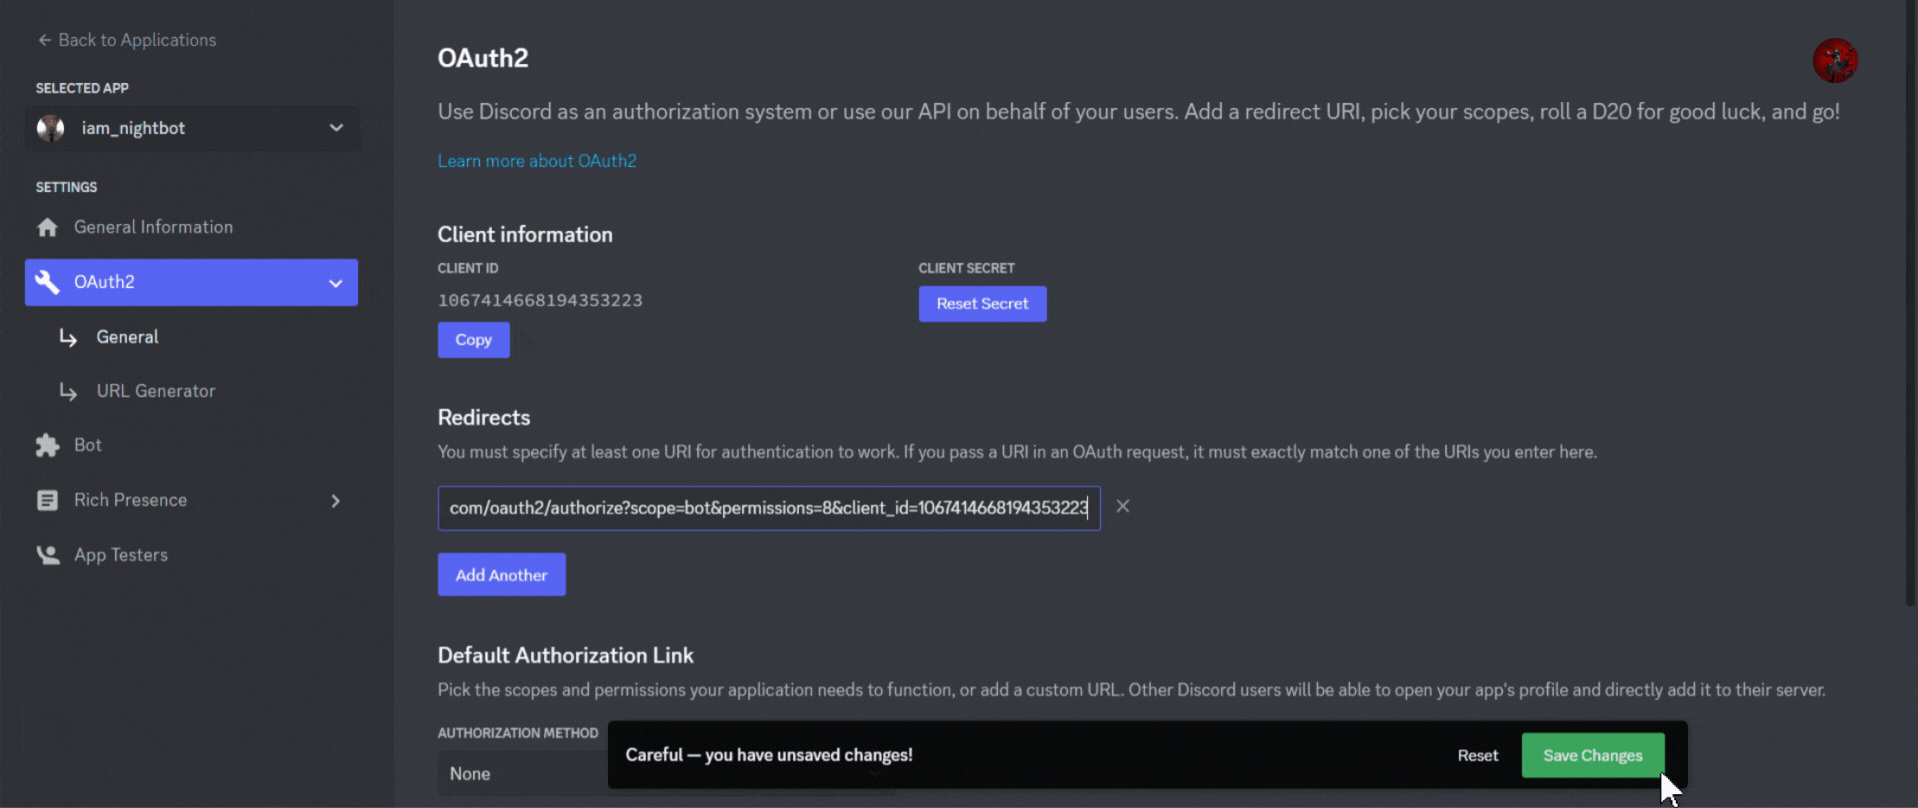 Back to Applications
SELECTED APP
iam_nightbot
SETTINGS
General Information
OAuth2
General
URL Generator
Bot
Rich Presence
App Testers
OAuth2
Use Discord as an authorization system or use our API on behalf of your users. Add a redirect URI, pick your scopes, roll a D20 for good luck, and go!
Learn more about OAuth2
Client information
CLIENT ID
1067414668194353223
Copy
CLIENT SECRET
Reset Secret
Redirects
You must specify at least one URI for authentication to work. If you pass a URI in an OAuth request, it must exactly match one of the URIs you enter here.
com/oauth2/authorize?scope=bot&permissions=8&client_id=1067414668194353223
Add Another
Default Authorization Link
Pick the scopes and permissions your application needs to function, or add a custom URL. Other Discord users will be able to open your app's profile and directly add it to their server.
AUTHORIZATION METHOD
None
Careful — you have unsaved changes!
Reset
Save Changes